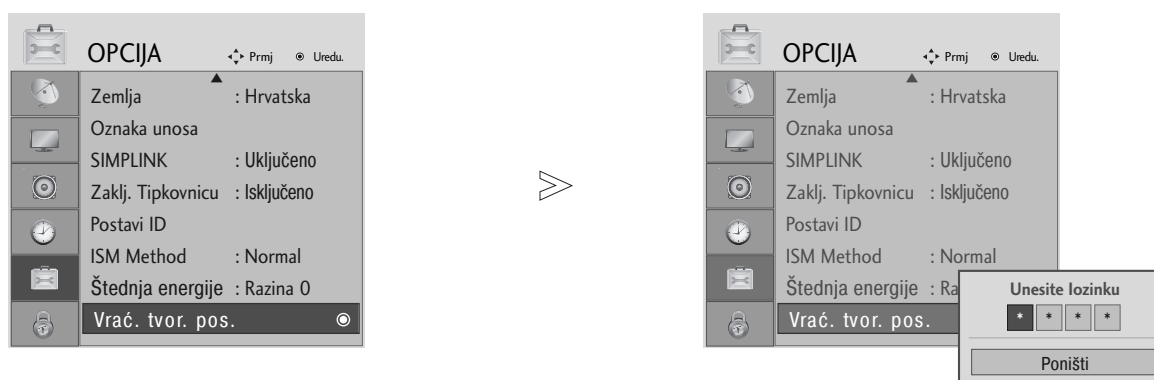 OPCIJA Prmj Uredu.
Zemlja : Hrvatska
Oznaka unosa
SIMPLINK : Uključeno
Zaklj. Tipkovnicu : Isključeno
Postavi ID
ISM Method : Normal
Štednja energije : Razina 0
Vrać. tvor. pos.
OPCIJA Prmj Uredu.
Zemlja : Hrvatska
Oznaka unosa
SIMPLINK : Uključeno
Zaklj. Tipkovnicu : Isključeno
Postavi ID
ISM Method : Normal
Štednja energije : Ra
Vrać. tvor. pos.
Unesite lozinku
* * * *
Poništi